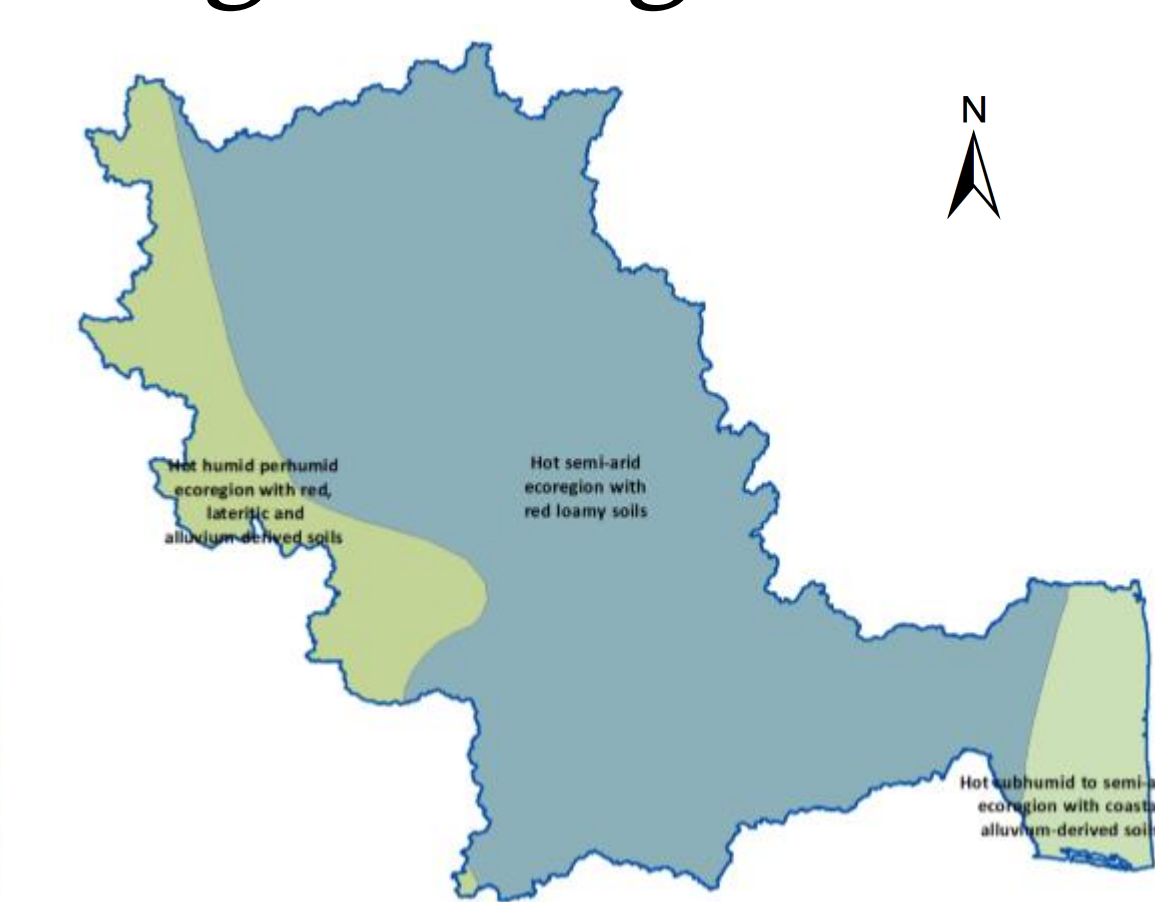 N
Hot humid perhumid
ecoregion with red,
lateritic and
alluvium-derived soils
Hot semi-arid
ecoregion with
red loamy soils
Hot subhumid to semi-a
ecoregion with coasta
alluvium-derived soils